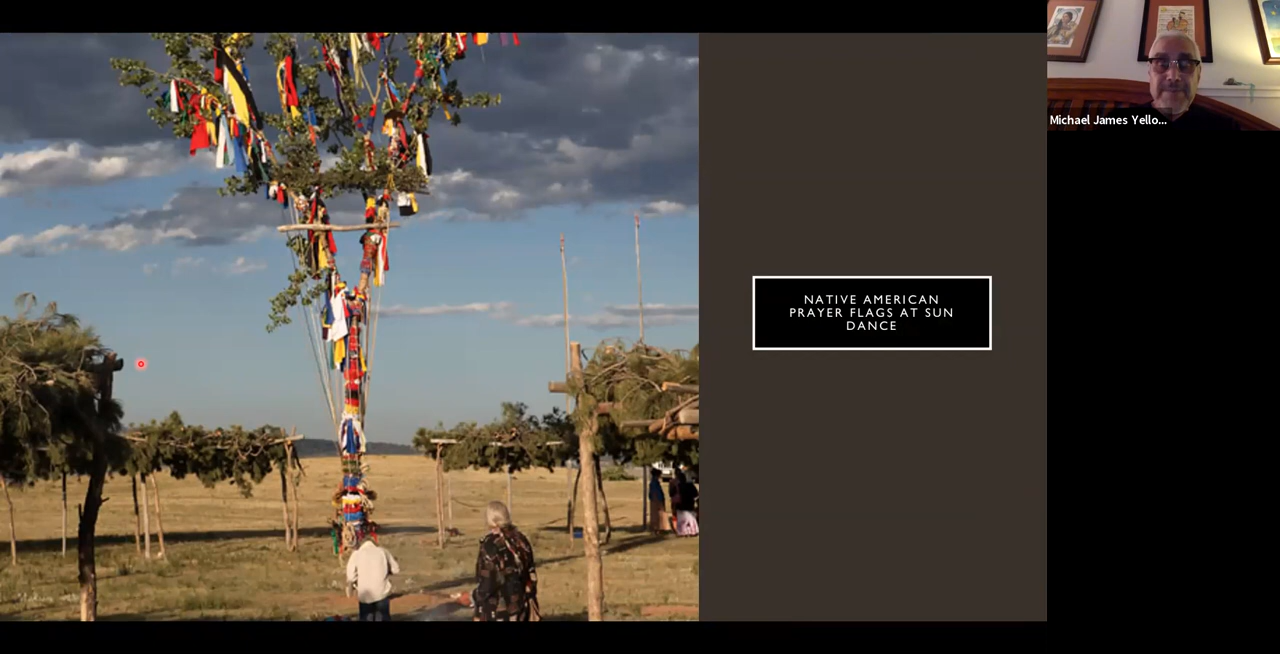 NATIVE AMERICAN
PRAYER FLAGS AT SUN
DANCE
Michael James Yello...